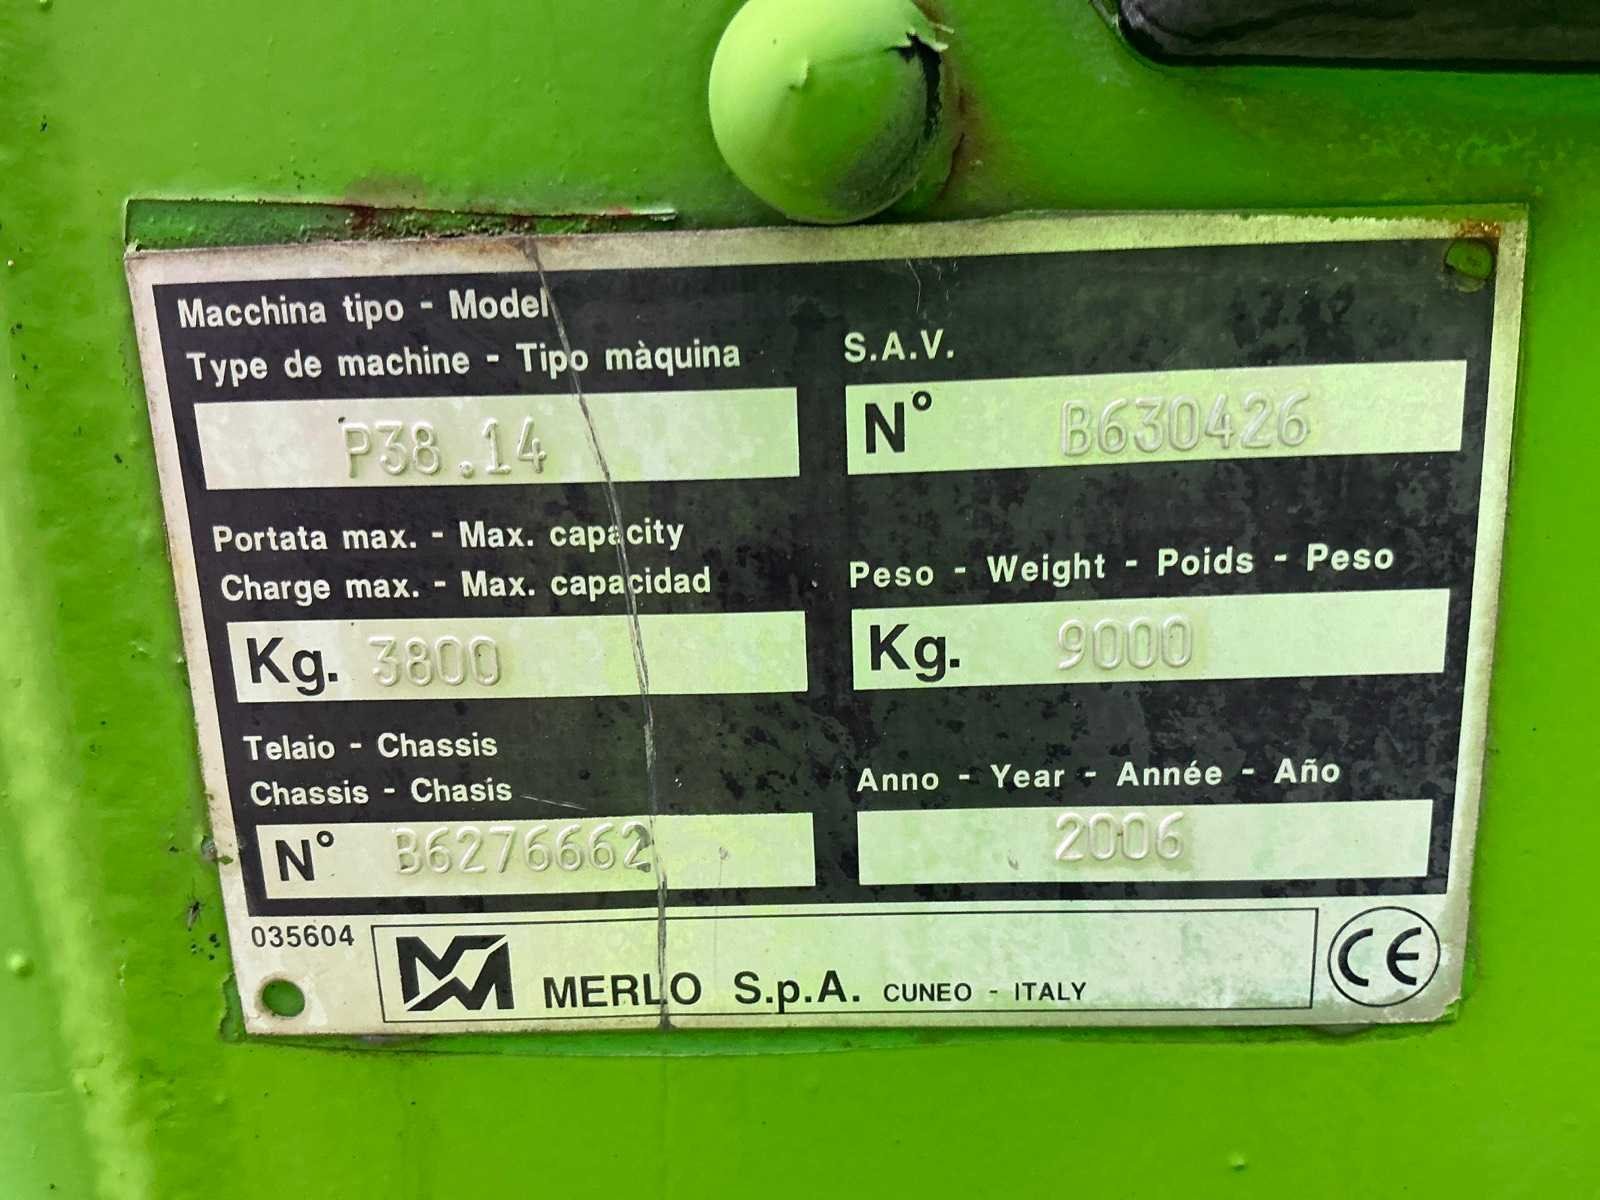 Macchina tipo - Model
Type de machine - Tipo màquina
P38.14
S.A.V.
N° B630426
Portata max. - Max. capacity
Charge max. - Max. capacidad
Kg. 3800
Peso - Weight - Poids - Peso
Kg. 9000
Telaio - Chassis
Chassis - Chasis
N° B6276662
Anno - Year - Année - Año
2006
035604
MERLO S.p.A. CUNEO - ITALY
CE